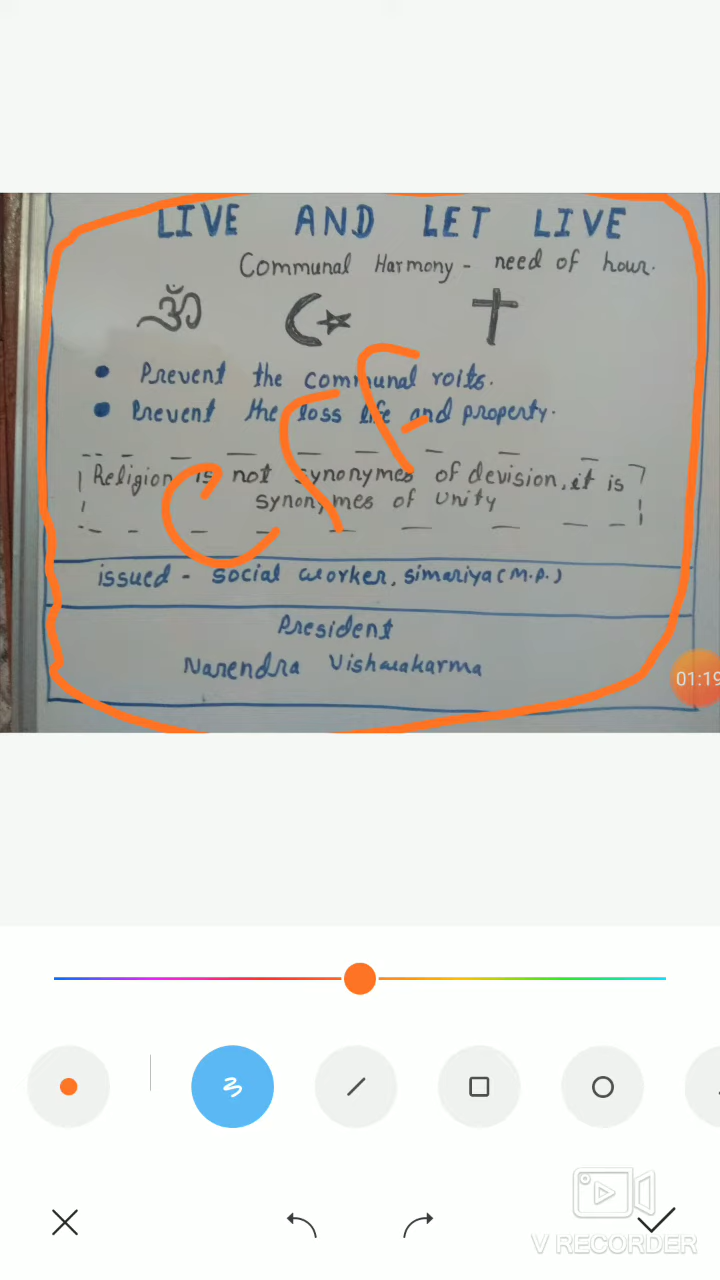 LIVE AND LET LIVE
Communal Harmony - need of hour.
ॐ
• Prevent the communal roits.
• Prevent the loss life and property.
Religion is not synonymes of devision, it is
synonymes of unity
issued - social worker, simariya (M.P.)
President
Narendra Vishwakarma
CSF
01:19
V RECORDER